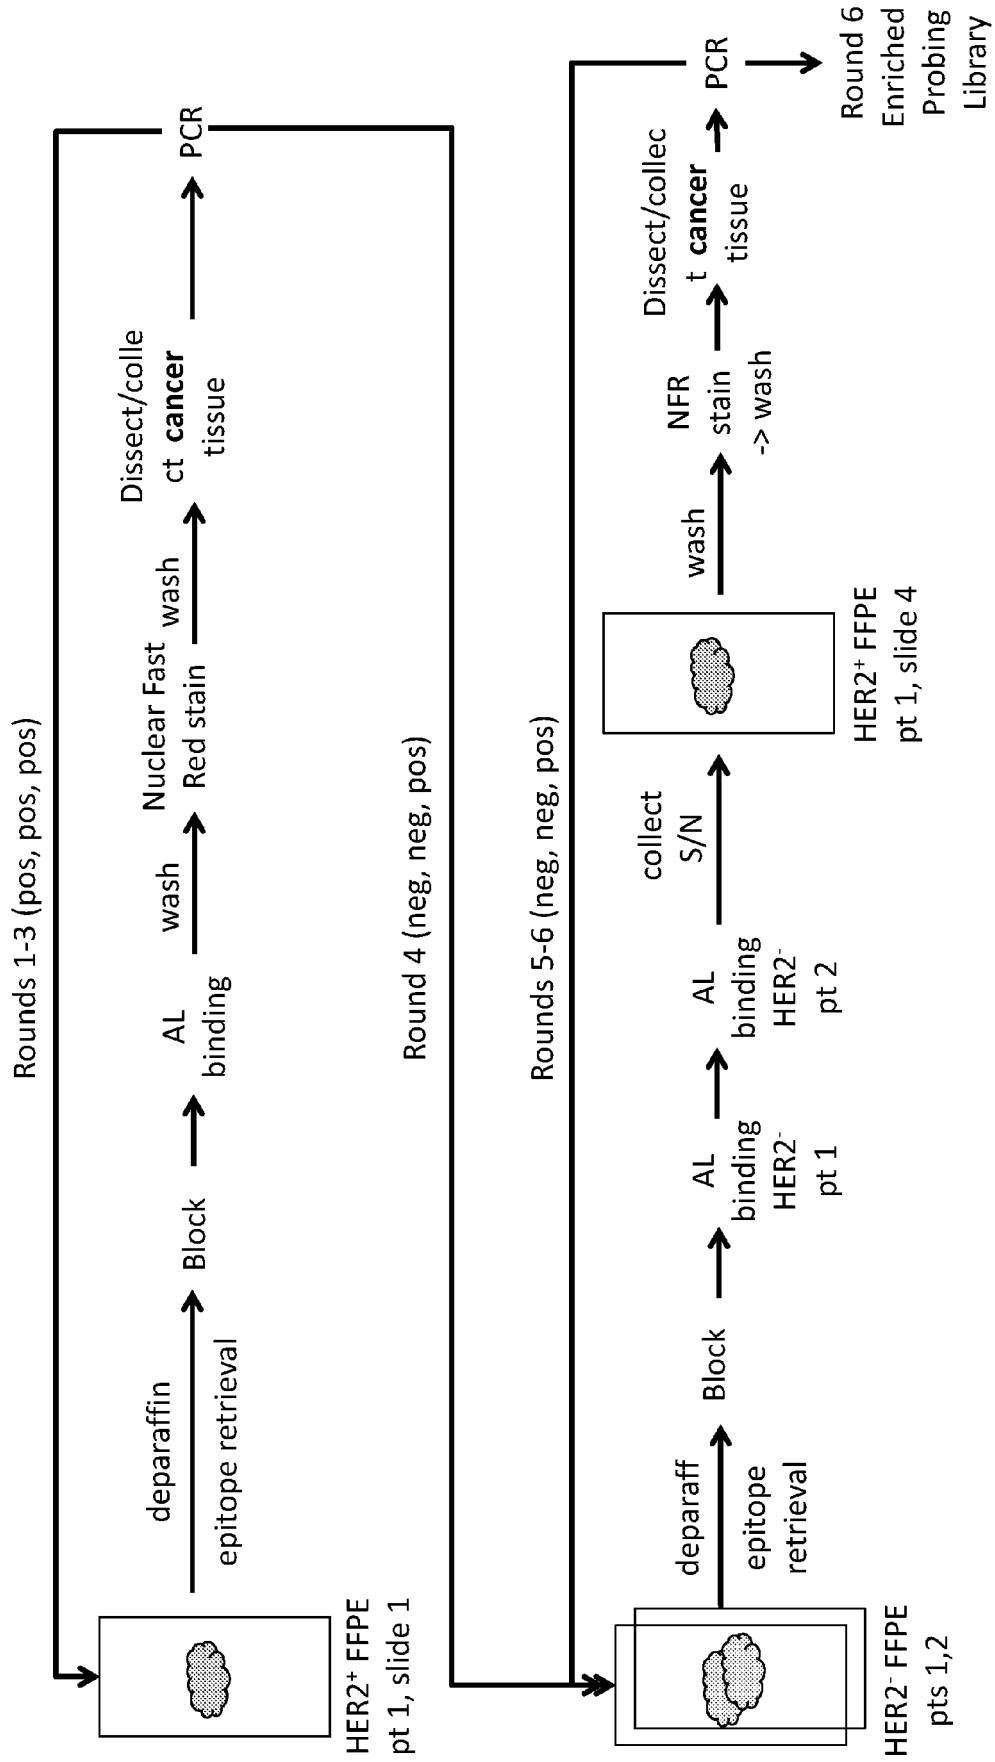 Rounds 1-3 (pos, pos, pos)
HER2⁺ FFPE
pt 1, slide 1
deparaffin
epitope retrieval
Block
AL
binding
wash
Nuclear Fast
Red stain
wash
Dissect/colle
ct cancer
tissue
PCR
Round 4 (neg, neg, pos)
Rounds 5-6 (neg, neg, pos)
HER2⁻ FFPE
pts 1,2
deparaff
epitope
retrieval
Block
AL
binding
HER2⁻
pt 1
AL
binding
HER2⁻
pt 2
collect
S/N
HER2⁺ FFPE
pt 1, slide 4
wash
NFR
stain
-> wash
Dissect/collec
t cancer
tissue
PCR
Round 6
Enriched
Probing
Library